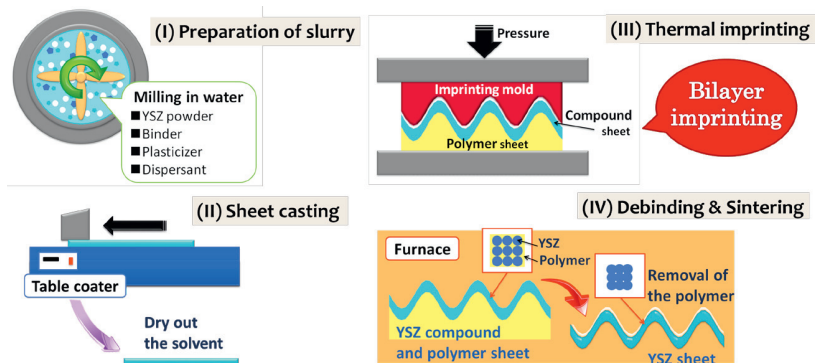 (I) Preparation of slurry
Milling in water
■YSZ powder
■Binder
■Plasticizer
■Dispersant
(II) Sheet casting
Table coater
Dry out
the solvent
(III) Thermal imprinting
Pressure
Imprinting mold
Compound
sheet
Polymer sheet
Bilayer
imprinting
(IV) Debinding & Sintering
Furnace
YSZ
Polymer
Removal of
the polymer
YSZ compound
and polymer sheet
YSZ sheet